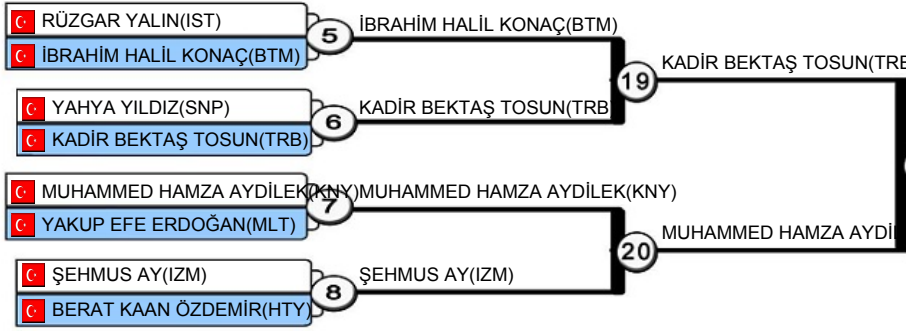 RÜZGAR YALIN(IST)
İBRAHİM HALİL KONAÇ(BTM)
5
İBRAHİM HALİL KONAÇ(BTM)
YAHYA YILDIZ(SNP)
KADİR BEKTAŞ TOSUN(TRB)
6
KADİR BEKTAŞ TOSUN(TRB
19
KADİR BEKTAŞ TOSUN(TRB
MUHAMMED HAMZA AYDİLEK(KNY)
YAKUP EFE ERDOĞAN(MLT)
7
MUHAMMED HAMZA AYDİLEK(KNY)
ŞEHMUS AY(IZM)
BERAT KAAN ÖZDEMİR(HTY)
8
ŞEHMUS AY(IZM)
20
MUHAMMED HAMZA AYDİ